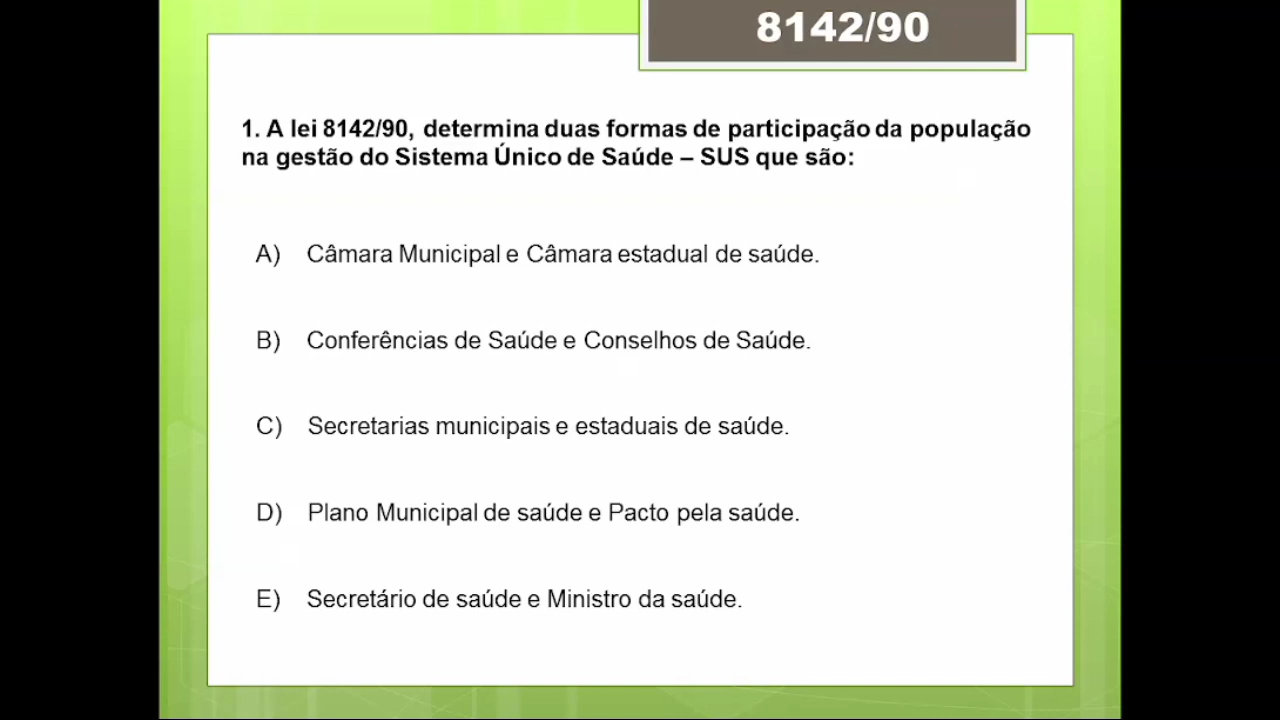 8142/90
1. A lei 8142/90, determina duas formas de participação da população
na gestão do Sistema Único de Saúde – SUS que são:
A) Câmara Municipal e Câmara estadual de saúde.
B) Conferências de Saúde e Conselhos de Saúde.
C) Secretarias municipais e estaduais de saúde.
D) Plano Municipal de saúde e Pacto pela saúde.
E) Secretário de saúde e Ministro da saúde.